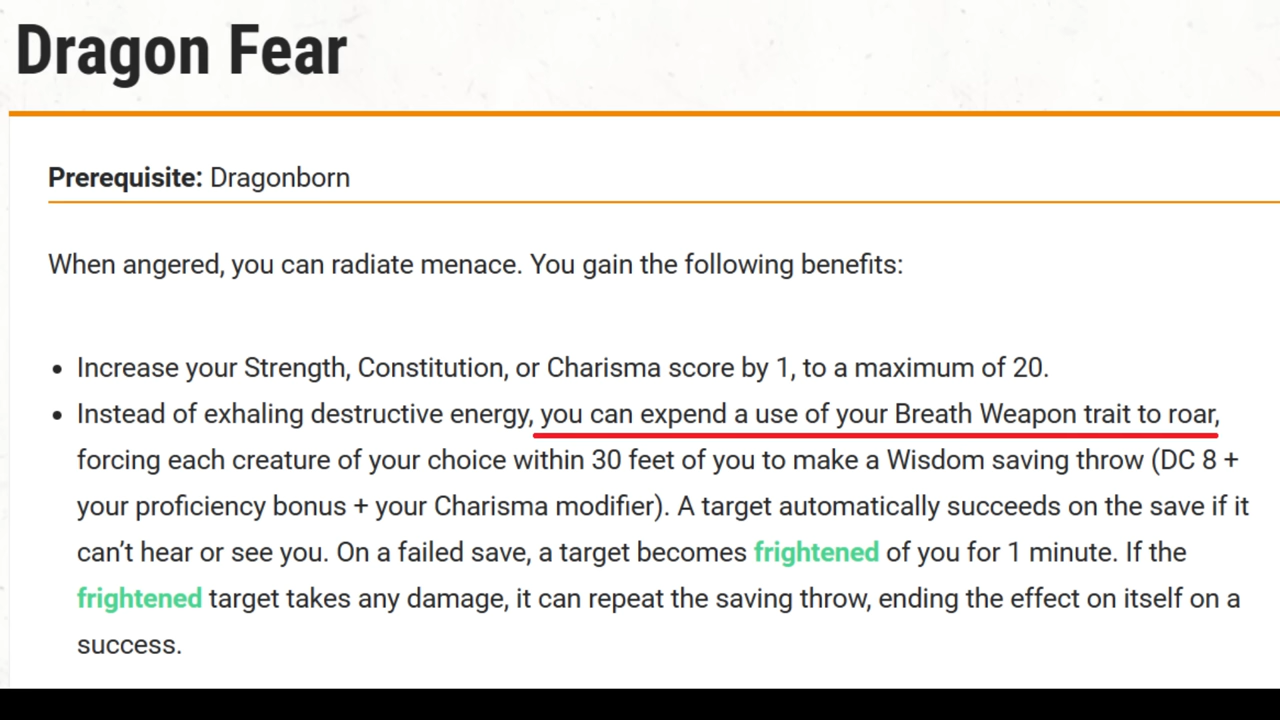 Dragon Fear
Prerequisite: Dragonborn
When angered, you can radiate menace. You gain the following benefits:
• Increase your Strength, Constitution, or Charisma score by 1, to a maximum of 20.
• Instead of exhaling destructive energy, you can expend a use of your Breath Weapon trait to roar,
forcing each creature of your choice within 30 feet of you to make a Wisdom saving throw (DC 8 +
your proficiency bonus + your Charisma modifier). A target automatically succeeds on the save if it
can’t hear or see you. On a failed save, a target becomes frightened of you for 1 minute. If the
frightened target takes any damage, it can repeat the saving throw, ending the effect on itself on a
success.